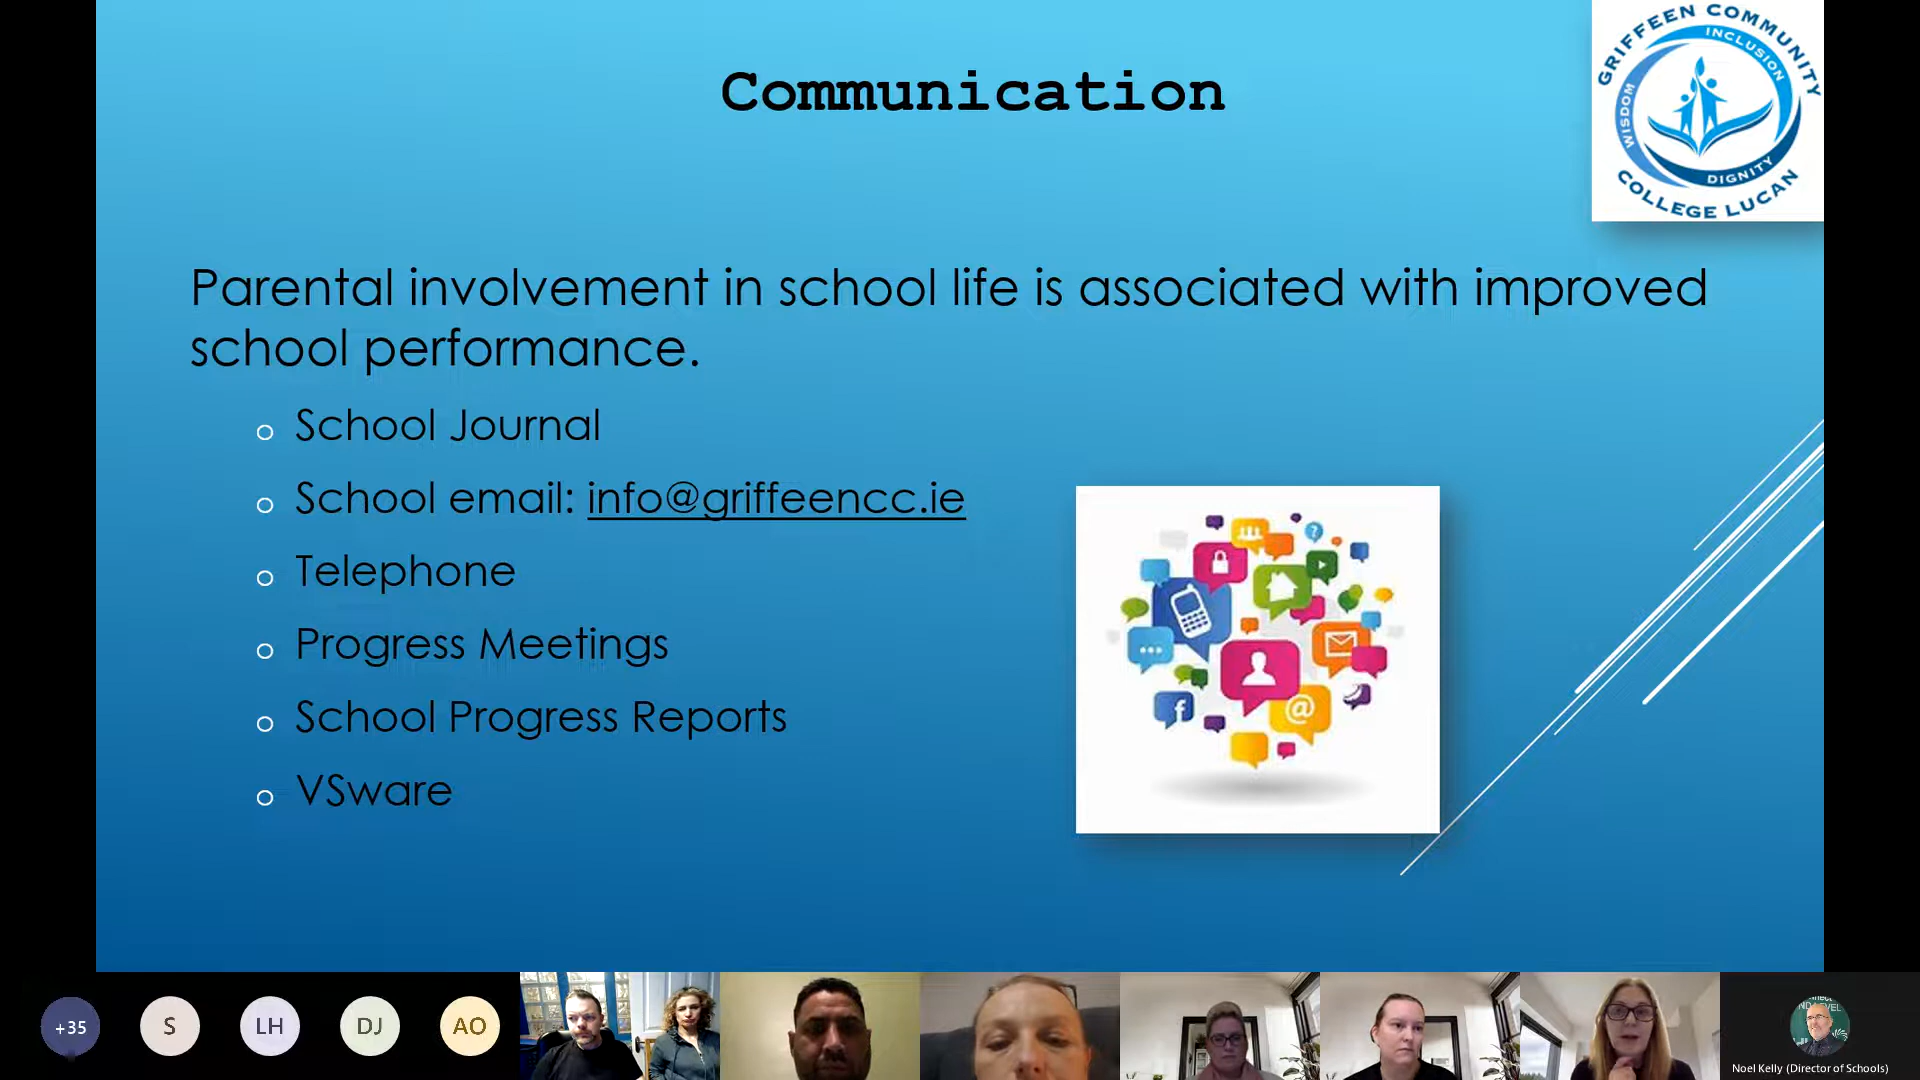 Communication
GRIFFEEN COMMUNITY
INCLUSION
WISDOM
DIGNITY
COLLEGE LUCAN
Parental involvement in school life is associated with improved
school performance.
School Journal
School email: info@griffeencc.ie
Telephone
Progress Meetings
School Progress Reports
VSware
+35
S
LH
DJ
AO
Noel Kelly (Director of Schools)